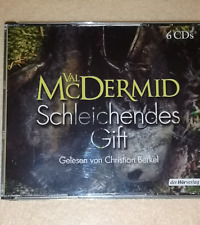 6 CDs
VAL
MCDERMID
Schleichendes
Gift
Gelesen von Christian Berkel
der Hörverlag